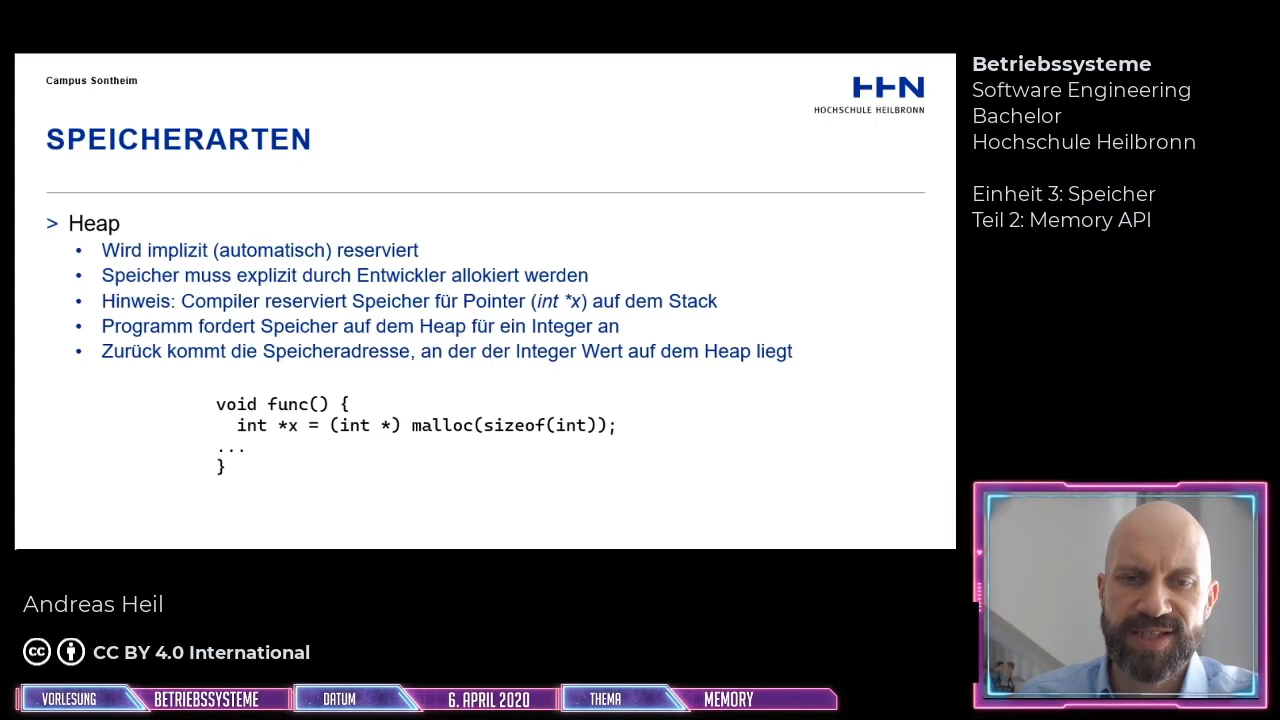 Campus Sontheim
HHN
HOCHSCHULE HEILBRONN
SPEICHERARTEN
> Heap
• Wird implizit (automatisch) reserviert
• Speicher muss explizit durch Entwickler allokiert werden
• Hinweis: Compiler reserviert Speicher für Pointer (int *x) auf dem Stack
• Programm fordert Speicher auf dem Heap für ein Integer an
• Zurück kommt die Speicheradresse, an der der Integer Wert auf dem Heap liegt
void func() {
int *x = (int *) malloc(sizeof(int));
...
}
Betriebssysteme
Software Engineering
Bachelor
Hochschule Heilbronn
Einheit 3: Speicher
Teil 2: Memory API
Andreas Heil
cc CC BY 4.0 International
VORLESUNG BETRIEBSSYSTEME DATUM 6. APRIL 2020 THEMA MEMORY